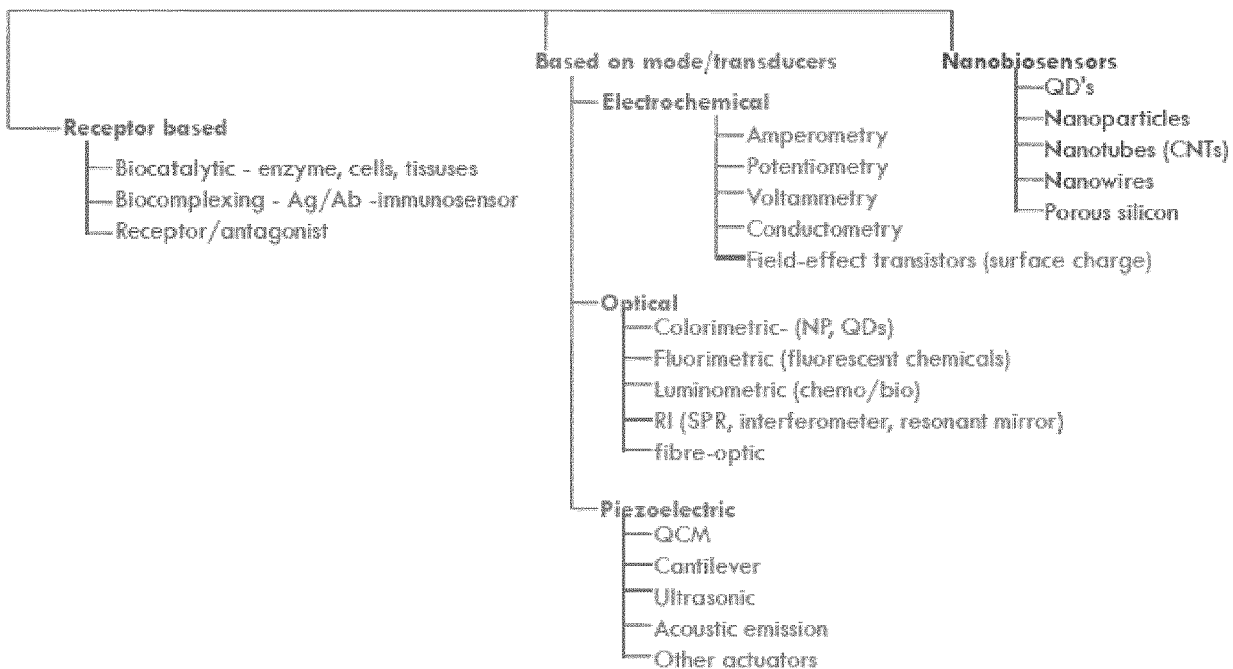 Receptor based
Biocatalytic - enzyme, cells, tissuses
Biocomplexing - Ag/Ab -immunosensor
Receptor/antagonist
Based on mode/transducers
Electrochemical
Amperometry
Potentiometry
Voltammetry
Conductometry
Field-effect transistors (surface charge)
Optical
Colorimetric- (NP, QDs)
Fluorimetric (fluorescent chemicals)
Luminometric (chemo/bio)
RI (SPR, interferometer, resonant mirror)
fibre-optic
Piezoelectric
QCM
Cantilever
Ultrasonic
Acoustic emission
Other actuators
Nanobiosensors
QD's
Nanoparticles
Nanotubes (CNTs)
Nanowires
Porous silicon